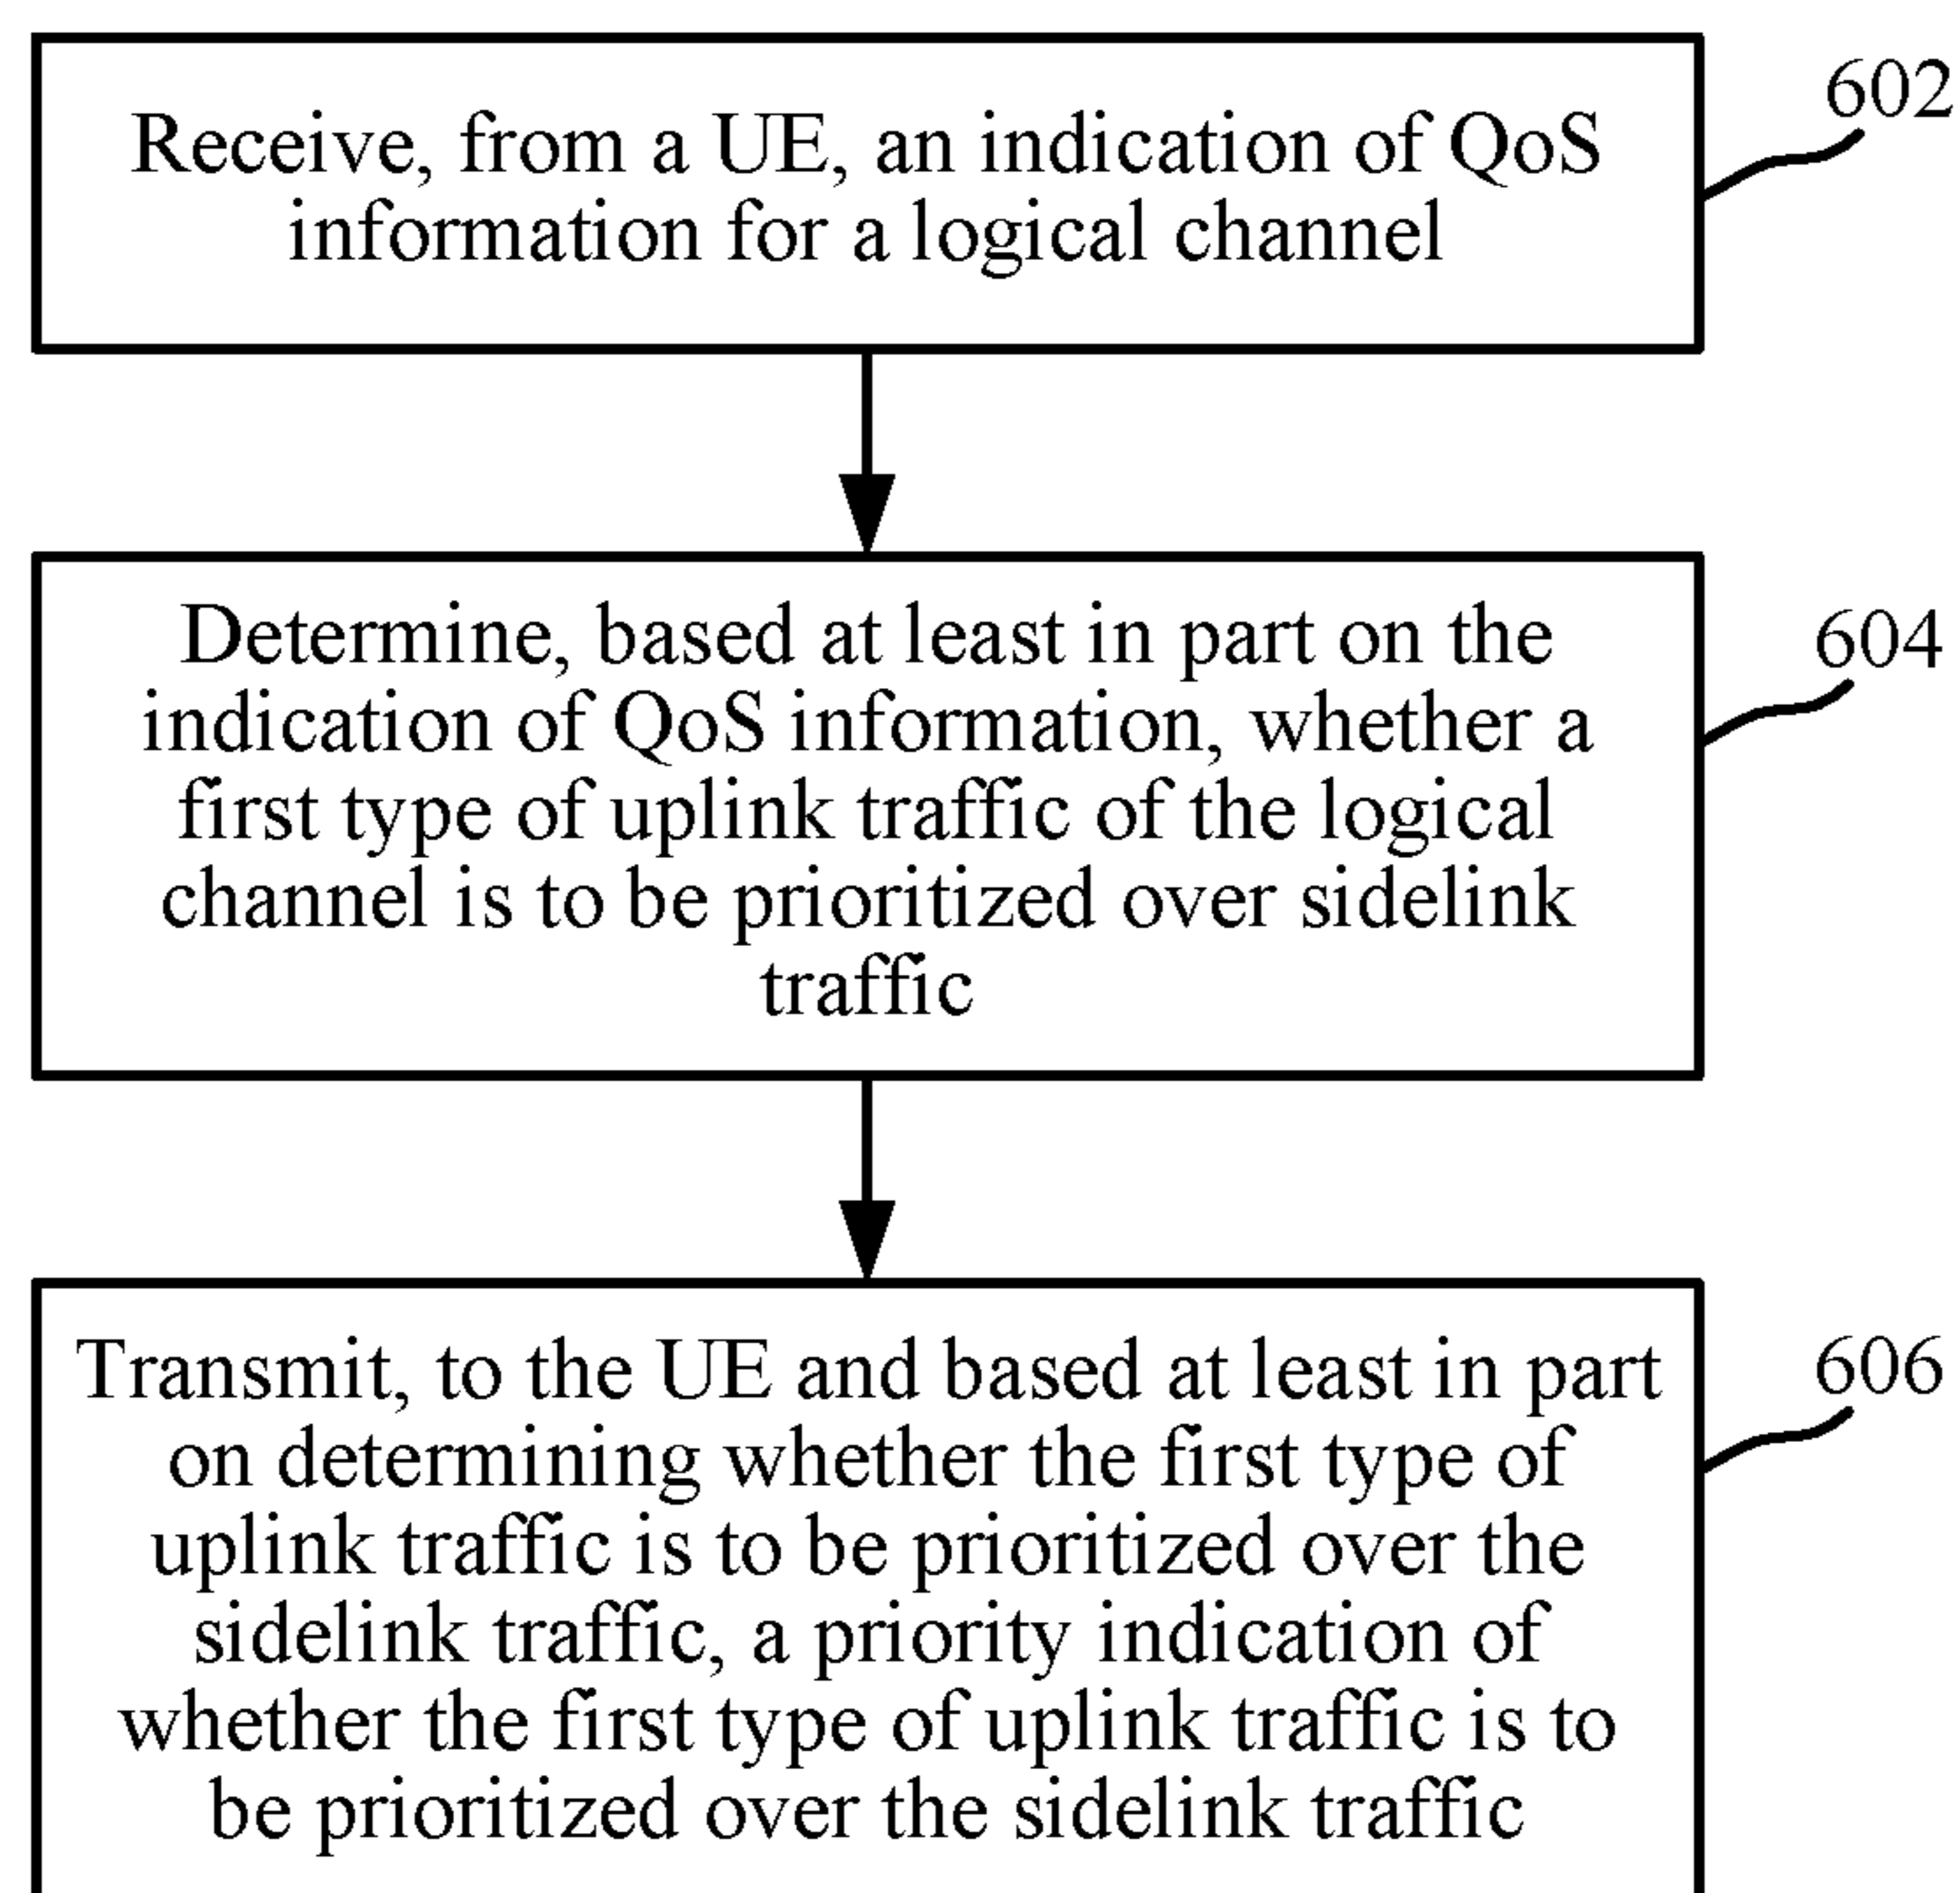 Receive, from a UE, an indication of QoS
information for a logical channel
602
Determine, based at least in part on the
indication of QoS information, whether a
first type of uplink traffic of the logical
channel is to be prioritized over sidelink
traffic
604
Transmit, to the UE and based at least in part
on determining whether the first type of
uplink traffic is to be prioritized over the
sidelink traffic, a priority indication of
whether the first type of uplink traffic is to
be prioritized over the sidelink traffic
606